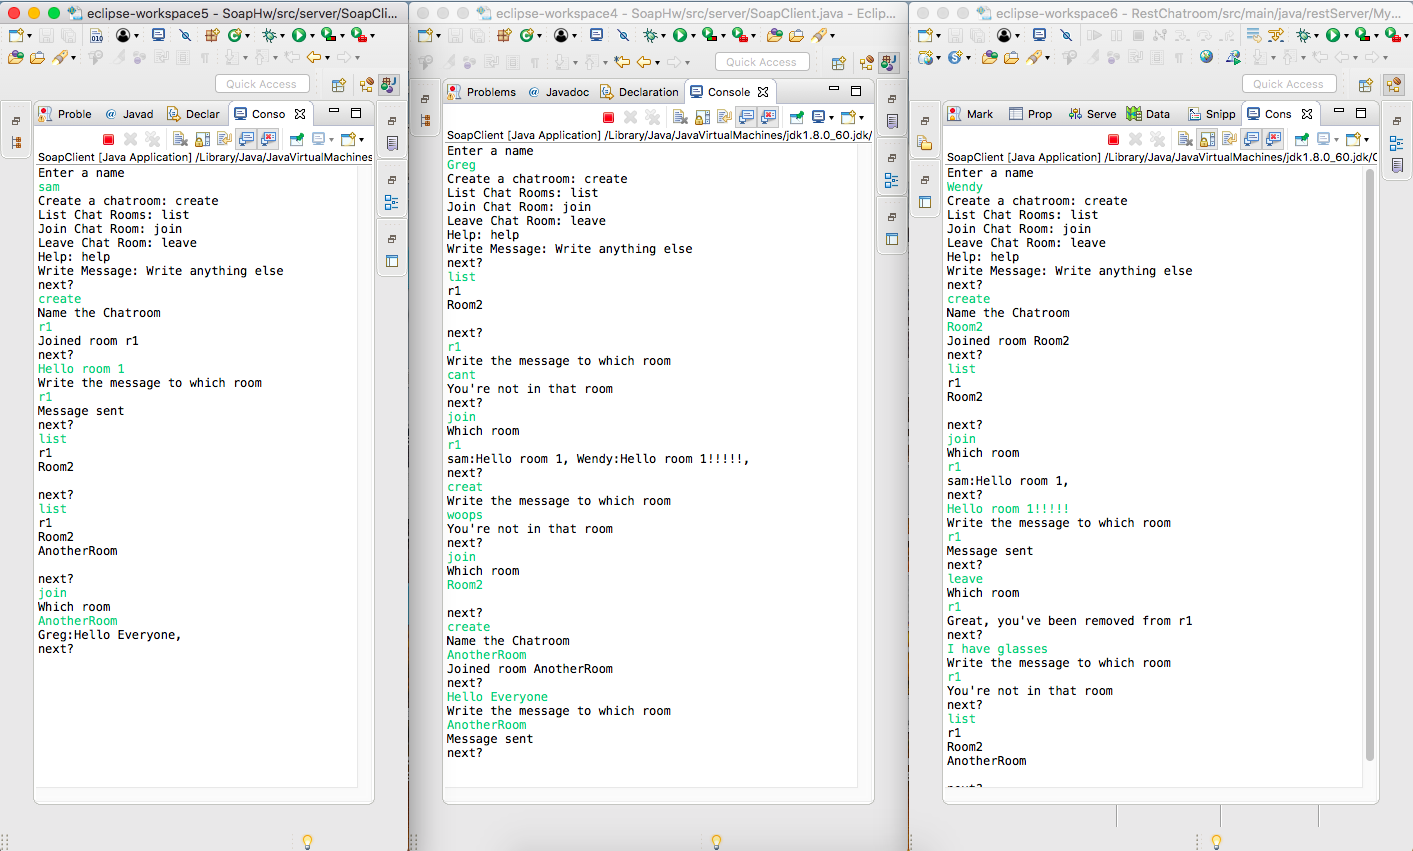 eclipse-workspace5 - SoapHw/src/server/SoapCli...
Quick Access
Proble
@ Javad
Declar
Conso
SoapClient [Java Application] /Library/Java/JavaVirtualMachines
Enter a name
sam
Create a chatroom: create
List Chat Rooms: list
Join Chat Room: join
Leave Chat Room: leave
Help: help
Write Message: Write anything else
next?
create
Name the Chatroom
r1
Joined room r1
next?
Hello room 1
Write the message to which room
r1
Message sent
next?
list
r1
Room2
next?
list
r1
Room2
AnotherRoom
next?
join
Which room
AnotherRoom
Greg:Hello Everyone,
next?
eclipse-workspace4 - SoapHw/src/server/SoapClient.java - Eclip...
Quick Access
Problems
@ Javadoc
Declaration
Console
SoapClient [Java Application] /Library/Java/JavaVirtualMachines/jdk1.8.0_60.jdk/
Enter a name
Greg
Create a chatroom: create
List Chat Rooms: list
Join Chat Room: join
Leave Chat Room: leave
Help: help
Write Message: Write anything else
next?
list
r1
Room2
next?
r1
Write the message to which room
cant
You're not in that room
next?
join
Which room
r1
sam:Hello room 1, Wendy:Hello room 1!!!!!,
next?
creat
Write the message to which room
woops
You're not in that room
next?
join
Which room
Room2
next?
create
Name the Chatroom
AnotherRoom
Joined room AnotherRoom
next?
Hello Everyone
Write the message to which room
AnotherRoom
Message sent
next?
eclipse-workspace6 - RestChatroom/src/main/java/restServer/My...
Quick Access
Mark
Prop
Serve
Data
Snipp
Cons
SoapClient [Java Application] /Library/Java/JavaVirtualMachines/jdk1.8.0_60.jdk/C
Enter a name
Wendy
Create a chatroom: create
List Chat Rooms: list
Join Chat Room: join
Leave Chat Room: leave
Help: help
Write Message: Write anything else
next?
create
Name the Chatroom
Room2
Joined room Room2
next?
list
r1
Room2
next?
join
Which room
r1
sam:Hello room 1,
next?
Hello room 1!!!!!
Write the message to which room
r1
Message sent
next?
leave
Which room
r1
Great, you've been removed from r1
next?
I have glasses
Write the message to which room
r1
You're not in that room
next?
list
r1
Room2
AnotherRoom
next?